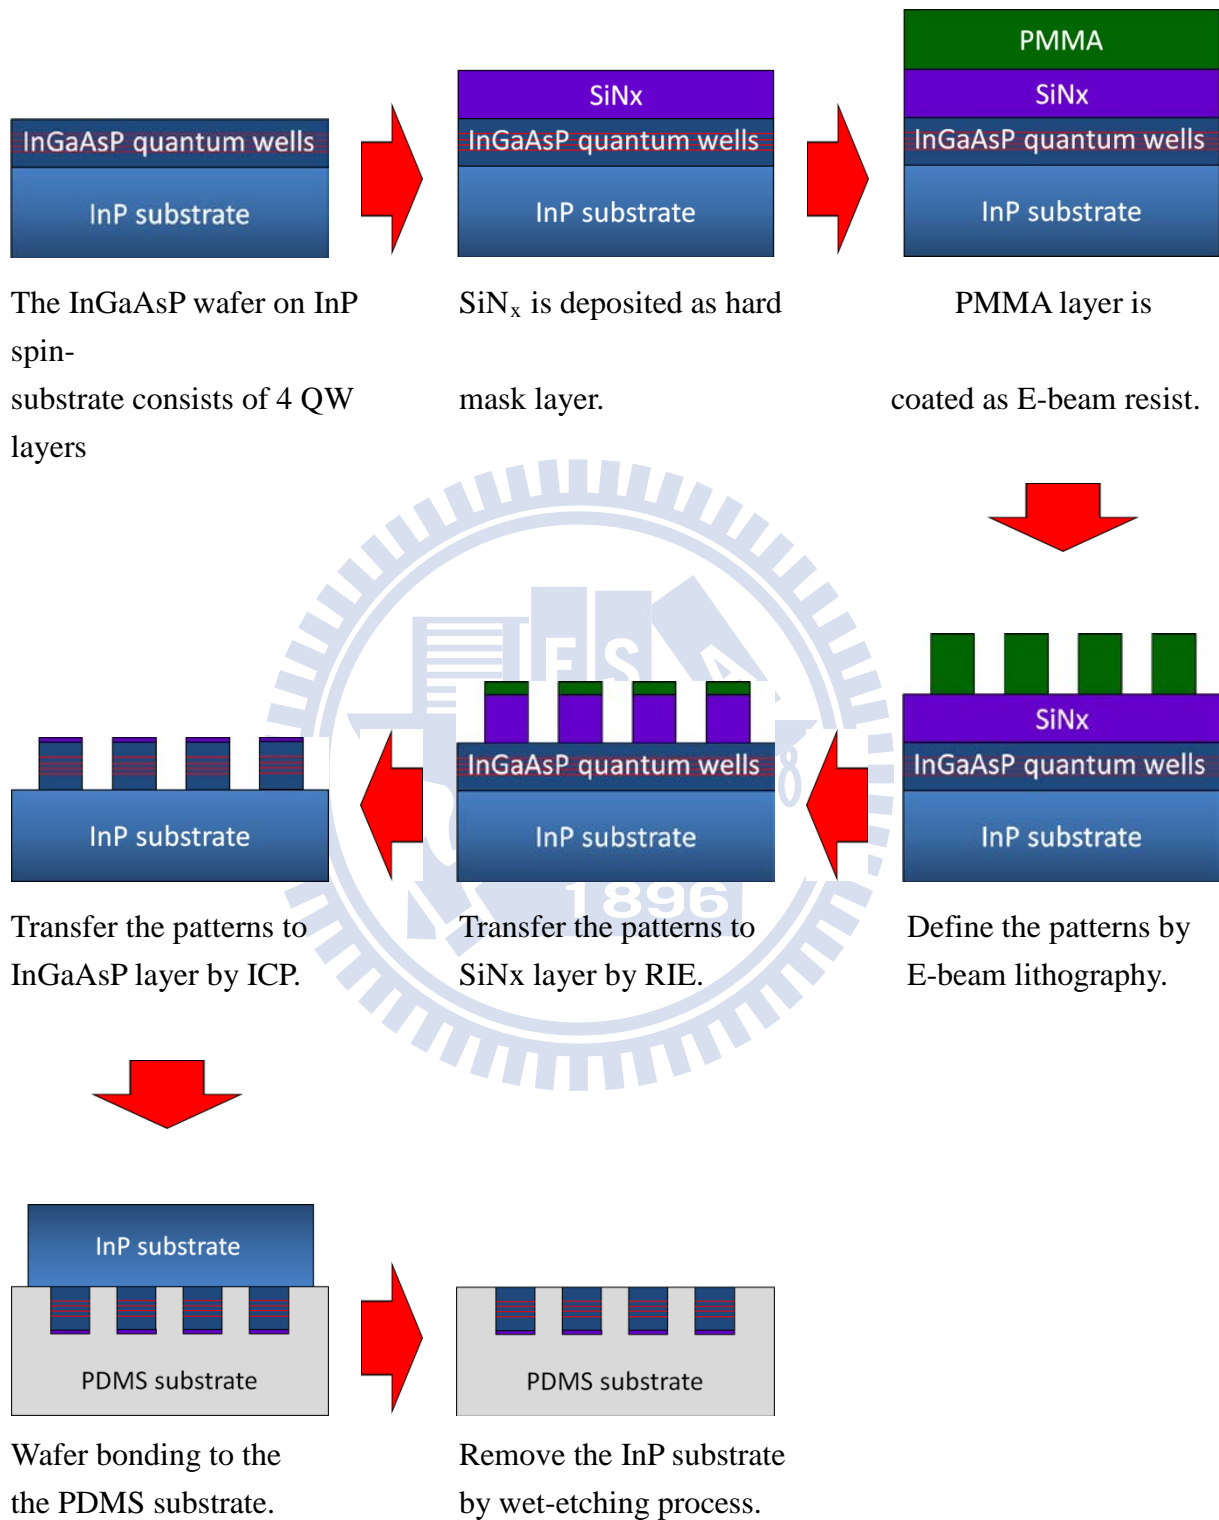 PMMA
SiNx
InGaAsP quantum wells
InP substrate
SiNx
InGaAsP quantum wells
InP substrate
InGaAsP quantum wells
InP substrate
The InGaAsP wafer on InP SiNx is deposited as hard PMMA layer is
spin-
substrate consists of 4 QW mask layer. coated as E-beam resist.
layers
ES
A
SiNx
InGaAsP quantum wells
InP substrate
InGaAsP quantum wells
InP substrate
InP substrate
8
1896
Transfer the patterns to Transfer the patterns to Define the patterns by
InGaAsP layer by ICP. SiNx layer by RIE. E-beam lithography.
InP substrate
PDMS substrate
PDMS substrate
Wafer bonding to the Remove the InP substrate
the PDMS substrate. by wet-etching process.